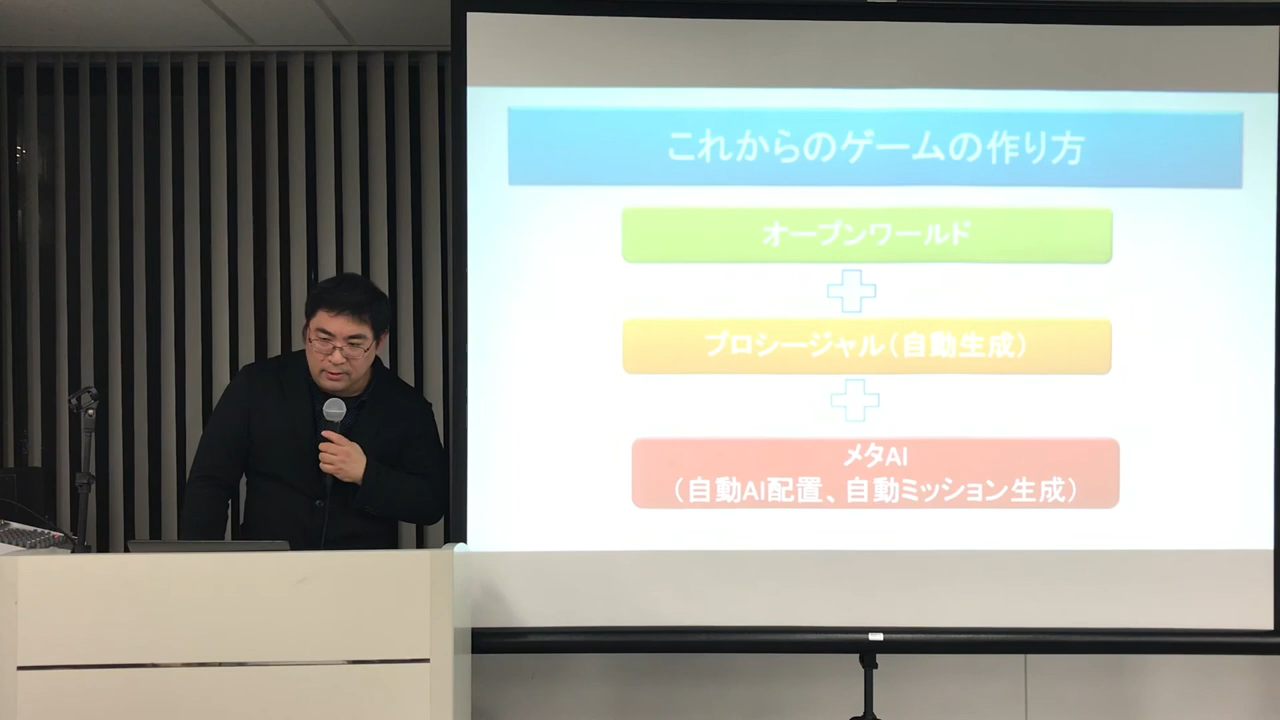 これからのゲームの作り方
オープンワールド
プロシージャル（自動生成）
メタAI
（自動AI配置、自動ミッション生成）